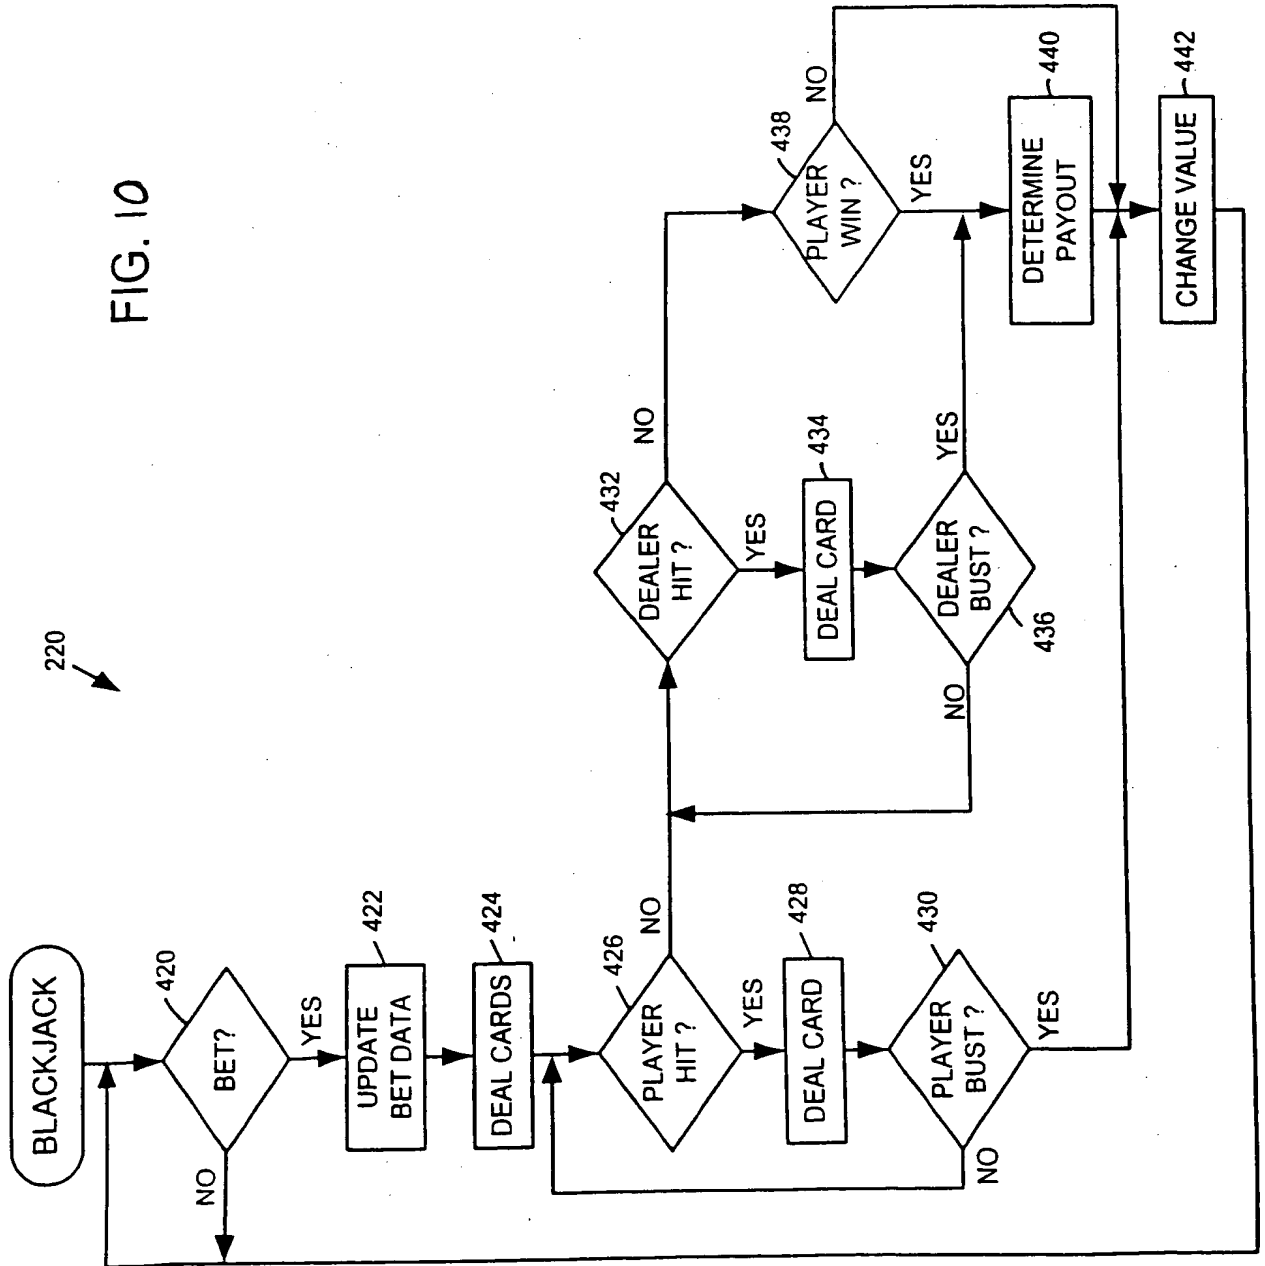 FIG. 10
220
BLACKJACK
420
BET?
NO
YES
422
UPDATE
BET DATA
424
DEAL CARDS
426
PLAYER
HIT ?
NO
YES
428
DEAL CARD
430
PLAYER
BUST ?
NO
YES
432
DEALER
HIT ?
NO
YES
434
DEAL CARD
DEALER
BUST ?
436
NO
YES
438
PLAYER
WIN ?
NO
YES
440
DETERMINE
PAYOUT
442
CHANGE VALUE